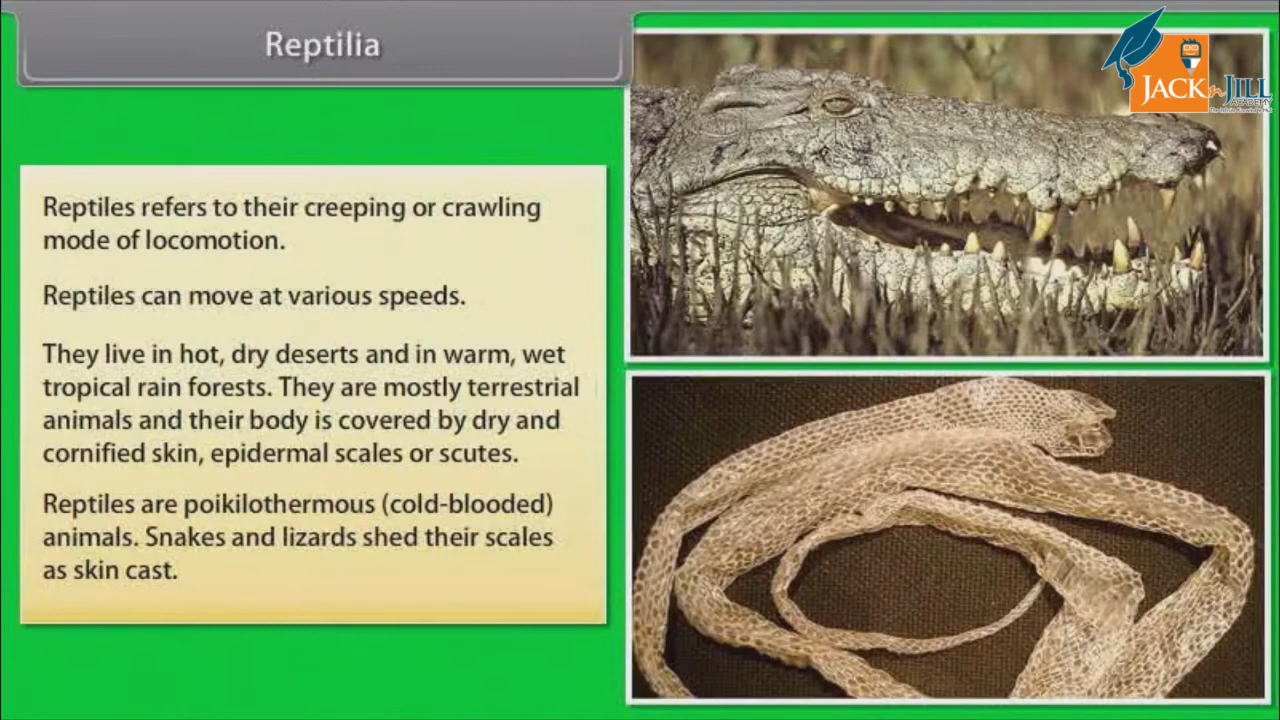 Reptilia
JACK n JILL
ACADEMY
Reptiles refers to their creeping or crawling
mode of locomotion.
Reptiles can move at various speeds.
They live in hot, dry deserts and in warm, wet
tropical rain forests. They are mostly terrestrial
animals and their body is covered by dry and
cornified skin, epidermal scales or scutes.
Reptiles are poikilothermous (cold-blooded)
animals. Snakes and lizards shed their scales
as skin cast.